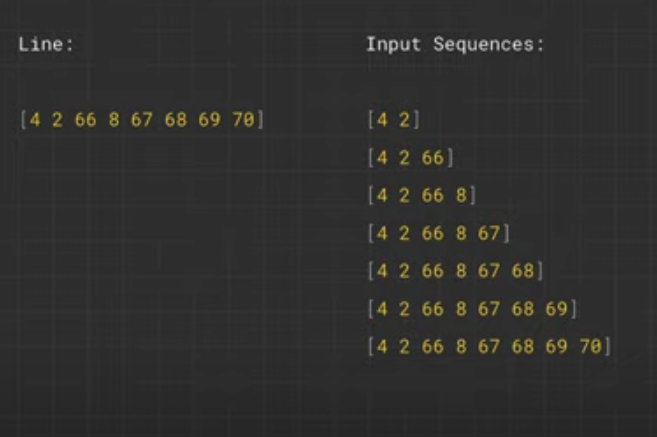 Line:
[4 2 66 8 67 68 69 70]
Input Sequences:
[4 2]
[4 2 66]
[4 2 66 8]
[4 2 66 8 67]
[4 2 66 8 67 68]
[4 2 66 8 67 68 69]
[4 2 66 8 67 68 69 70]